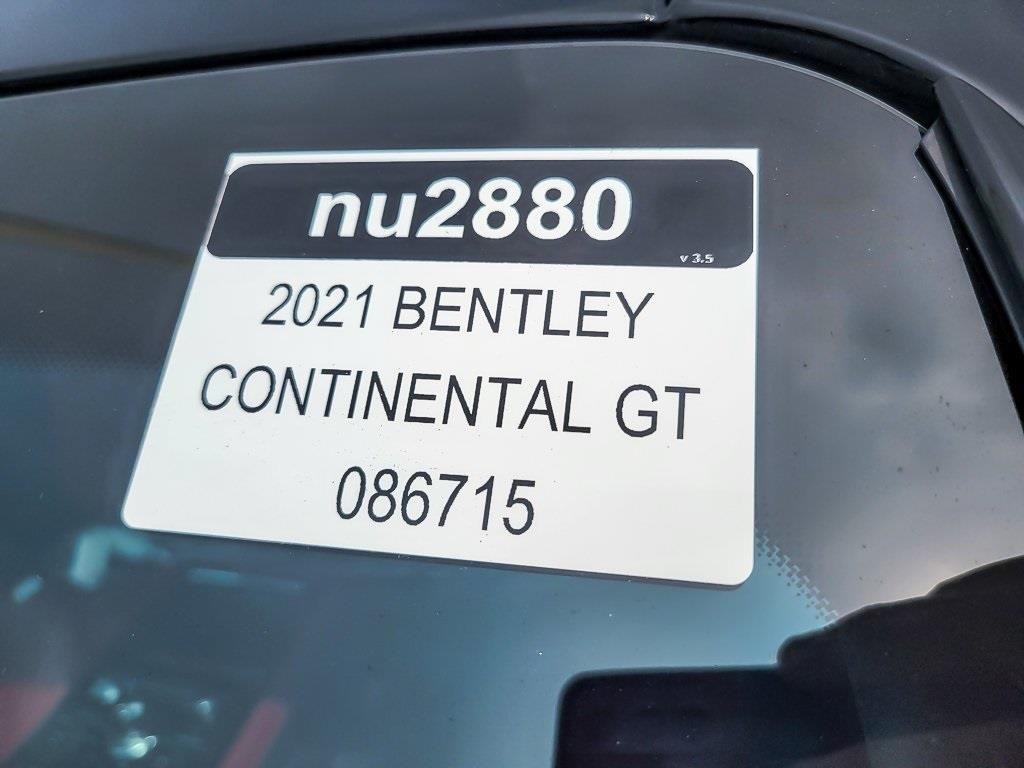 nu2880
v 3.5
2021 BENTLEY
CONTINENTAL GT
086715